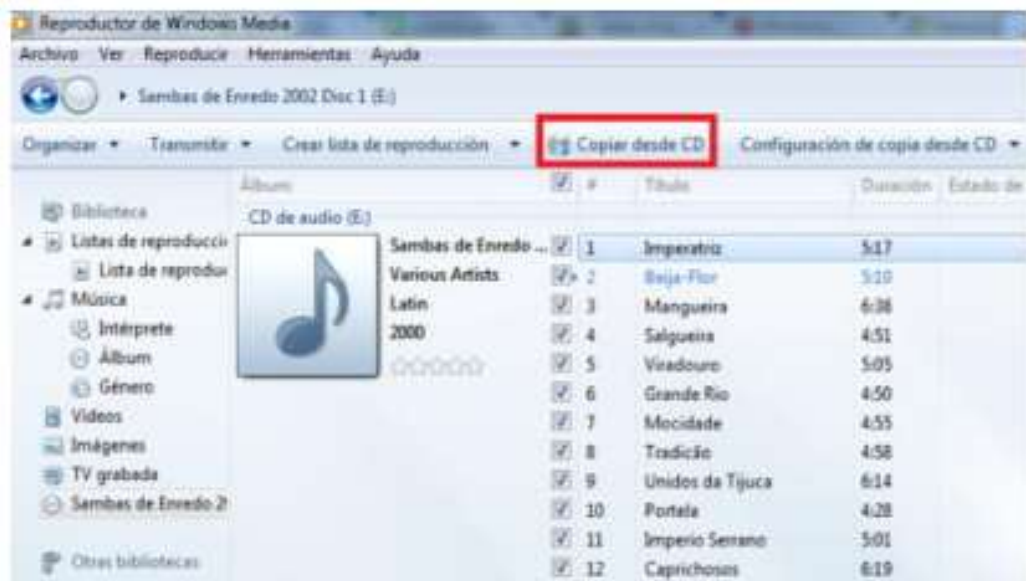 Reproductor de Windows Media
Archivo Ver Reproducir Herramientas Ayuda
Sambas de Enredo 2002 Disc 1 (E:)
Organizar Transmitir Crear lista de reproducción Copiar desde CD Configuración de copia desde CD
Álbum # Título Duración Estado de
Biblioteca
CD de audio (E:)
Listas de reproducció
Lista de reproduc
Música
Intérprete
Álbum
Género
Vídeos
Imágenes
TV grabada
Sambas de Enredo 2
Otras bibliotecas
Sambas de Enredo ...
Various Artists
Latin
2000
1 Imperatriz 5:17
2 Beija-Flor 5:10
3 Mangueira 6:38
4 Salgueira 4:51
5 Viradouro 5:05
6 Grande Rio 4:50
7 Mocidade 4:55
8 Tradicão 4:58
9 Unidos da Tijuca 6:14
10 Portela 4:28
11 Imperio Serrano 5:01
12 Caprichosos 6:19